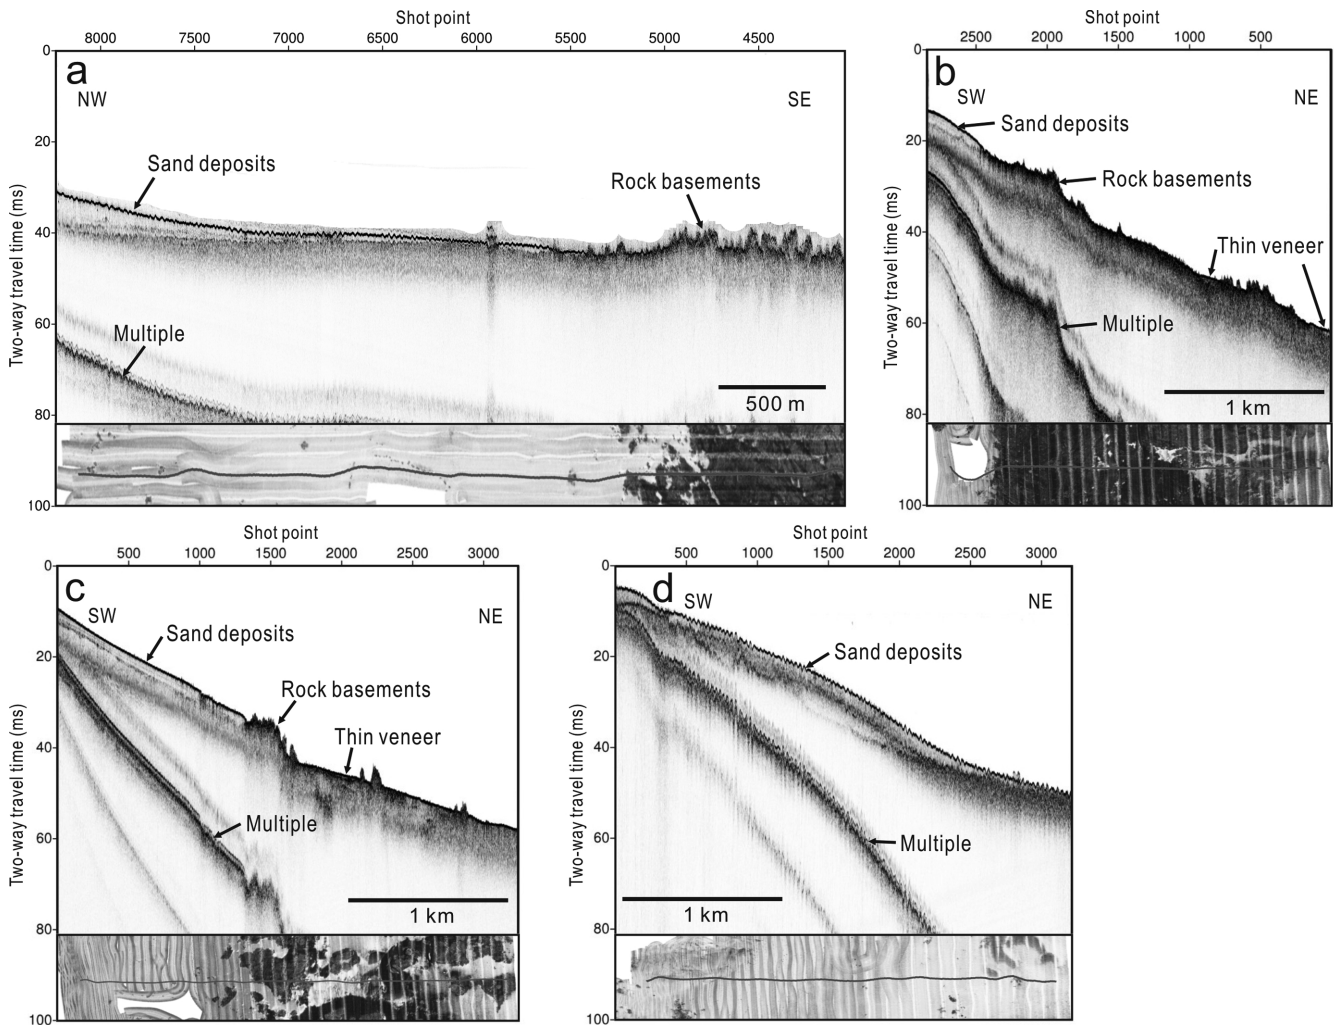 Shot point
8000 7500 7000 6500 6000 5500 5000 4500
a
NW
SE
Sand deposits
Rock basements
Multiple
500 m
Two-way travel time (ms)
0
20
40
60
80
100
Shot point
2500 2000 1500 1000 500
b
SW
NE
Sand deposits
Rock basements
Thin veneer
Multiple
1 km
Two-way travel time (ms)
0
20
40
60
80
100
Shot point
500 1000 1500 2000 2500 3000
c
SW
NE
Sand deposits
Rock basements
Thin veneer
Multiple
1 km
Two-way travel time (ms)
0
20
40
60
80
100
Shot point
500 1000 1500 2000 2500 3000
d
SW
NE
Sand deposits
Multiple
1 km
Two-way travel time (ms)
0
20
40
60
80
100